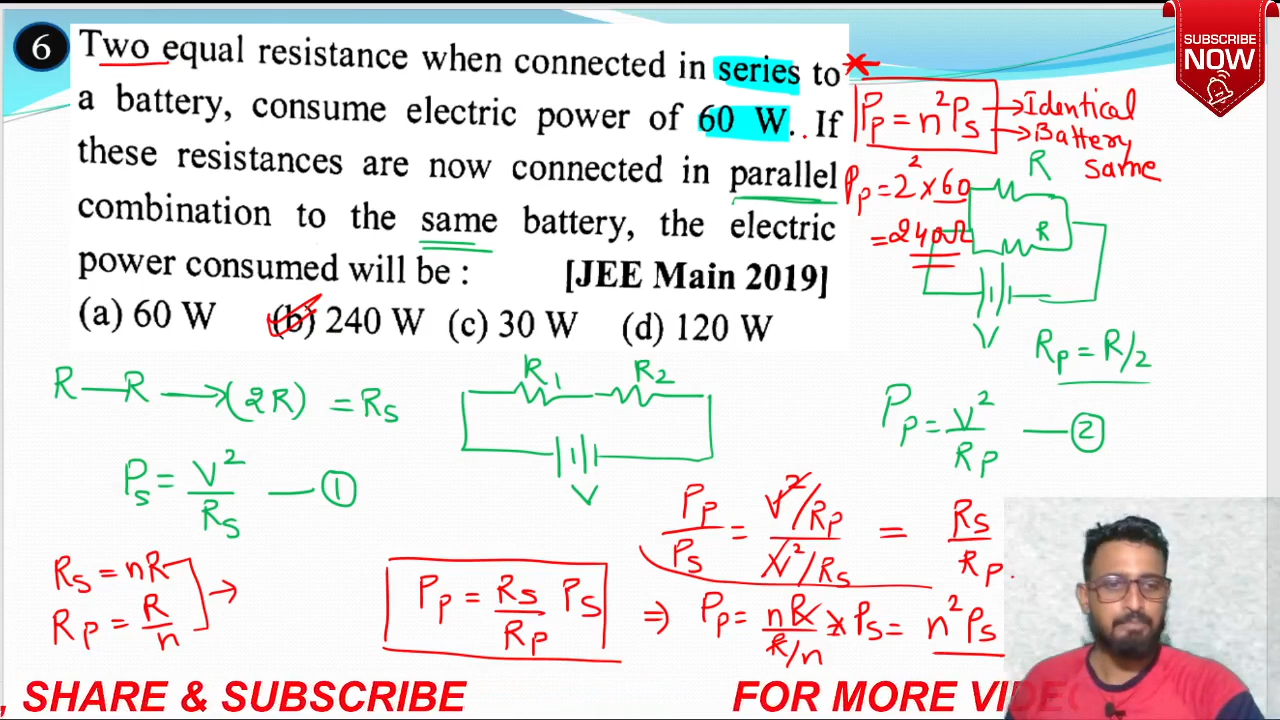 6
Two equal resistance when connected in series to
a battery, consume electric power of 60 W. If
these resistances are now connected in parallel
combination to the same battery, the electric
power consumed will be : [JEE Main 2019]
(a) 60 W (b) 240 W (c) 30 W (d) 120 W
SUBSCRIBE
NOW
Pp = n²Ps → Identical
→ Battery
same
Pp = 2² × 60
= 240Ω
R
R
V
Rp = R/2
R — R → (2R) = Rs
R1 R2
V
Ps = V²/Rs — 1
Pp = V²/Rp — 2
Pp/Ps = (V²/Rp)/(V²/Rs) = Rs/Rp
Rs = nR
Rp = R/n →
Pp = Rs/Rp Ps ⇒ Pp = nR/(R/n) × Ps = n²Ps
, SHARE & SUBSCRIBE FOR MORE VIDE